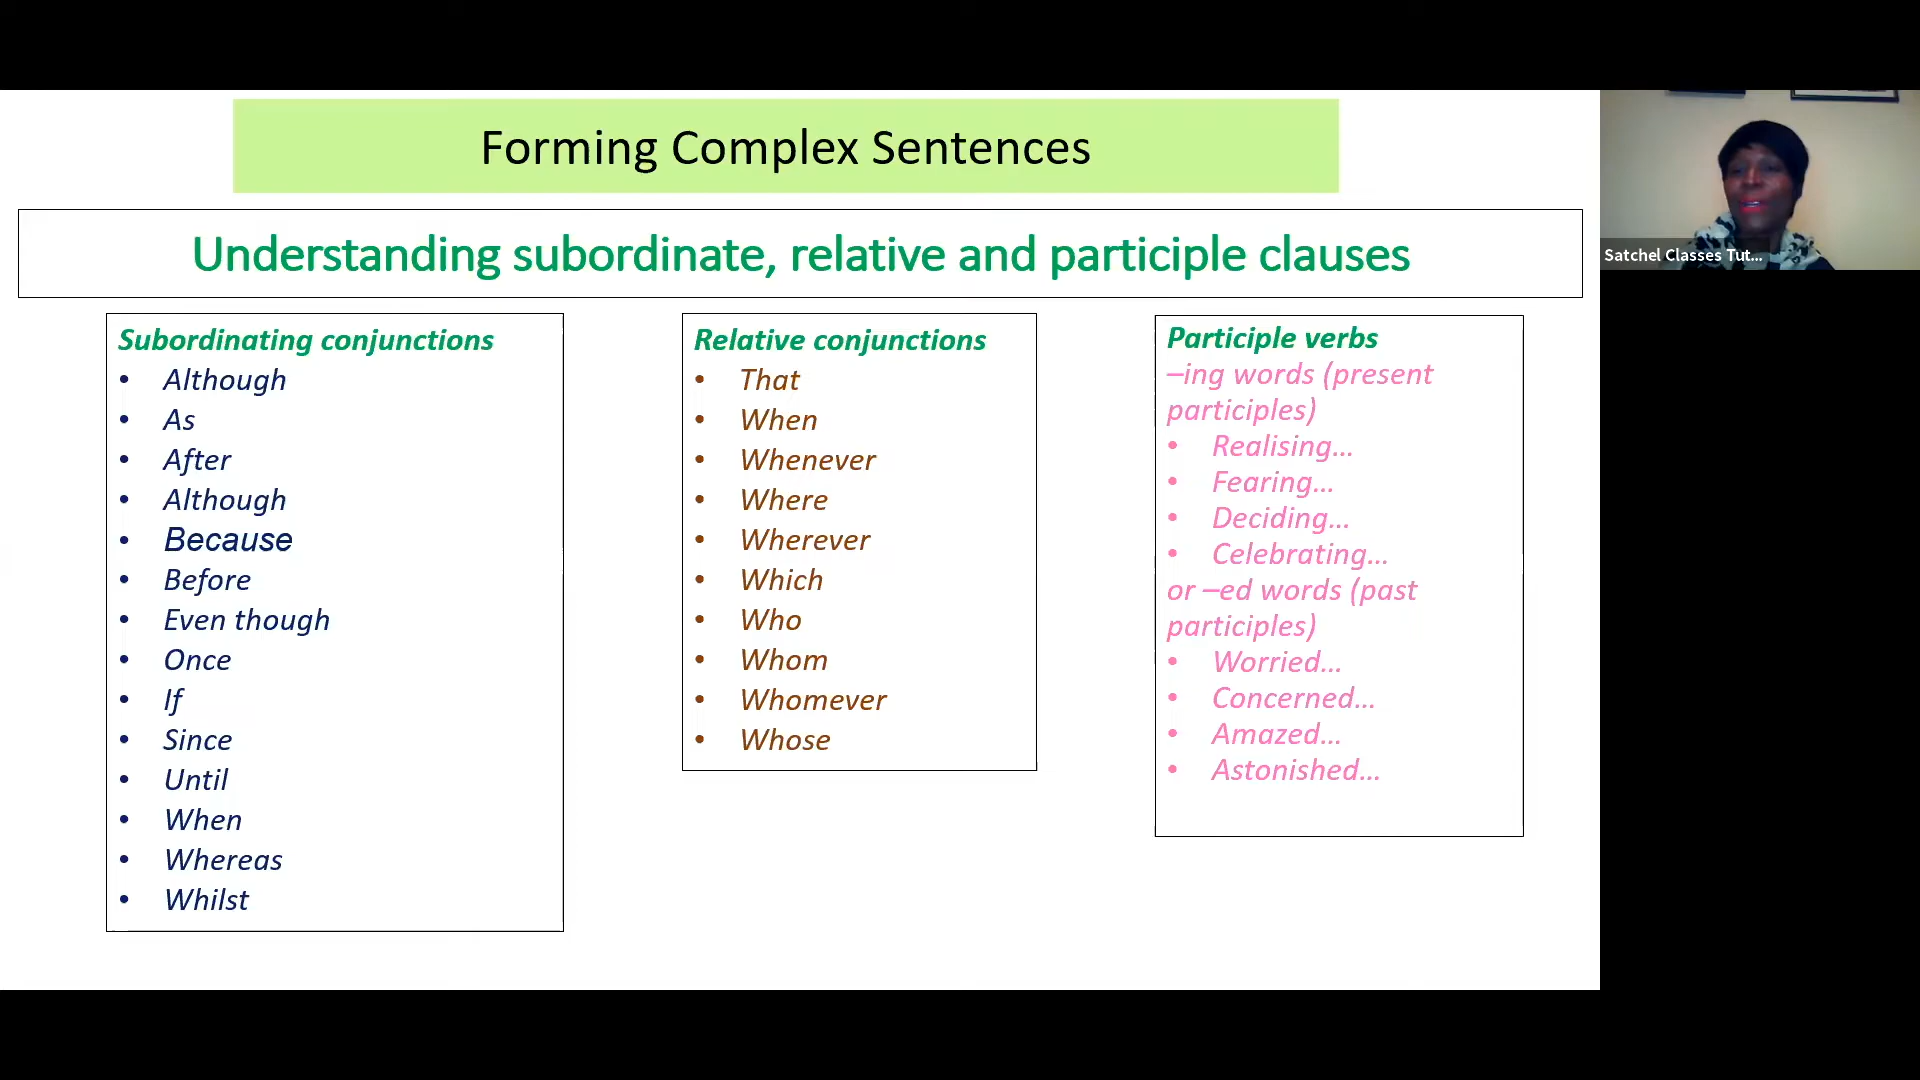 Forming Complex Sentences
Understanding subordinate, relative and participle clauses
Subordinating conjunctions
• Although
• As
• After
• Although
• Because
• Before
• Even though
• Once
• If
• Since
• Until
• When
• Whereas
• Whilst
Relative conjunctions
• That
• When
• Whenever
• Where
• Wherever
• Which
• Who
• Whom
• Whomever
• Whose
Participle verbs
–ing words (present
participles)
• Realising...
• Fearing...
• Deciding...
• Celebrating...
or –ed words (past
participles)
• Worried...
• Concerned...
• Amazed...
• Astonished...
Satchel Classes Tut...